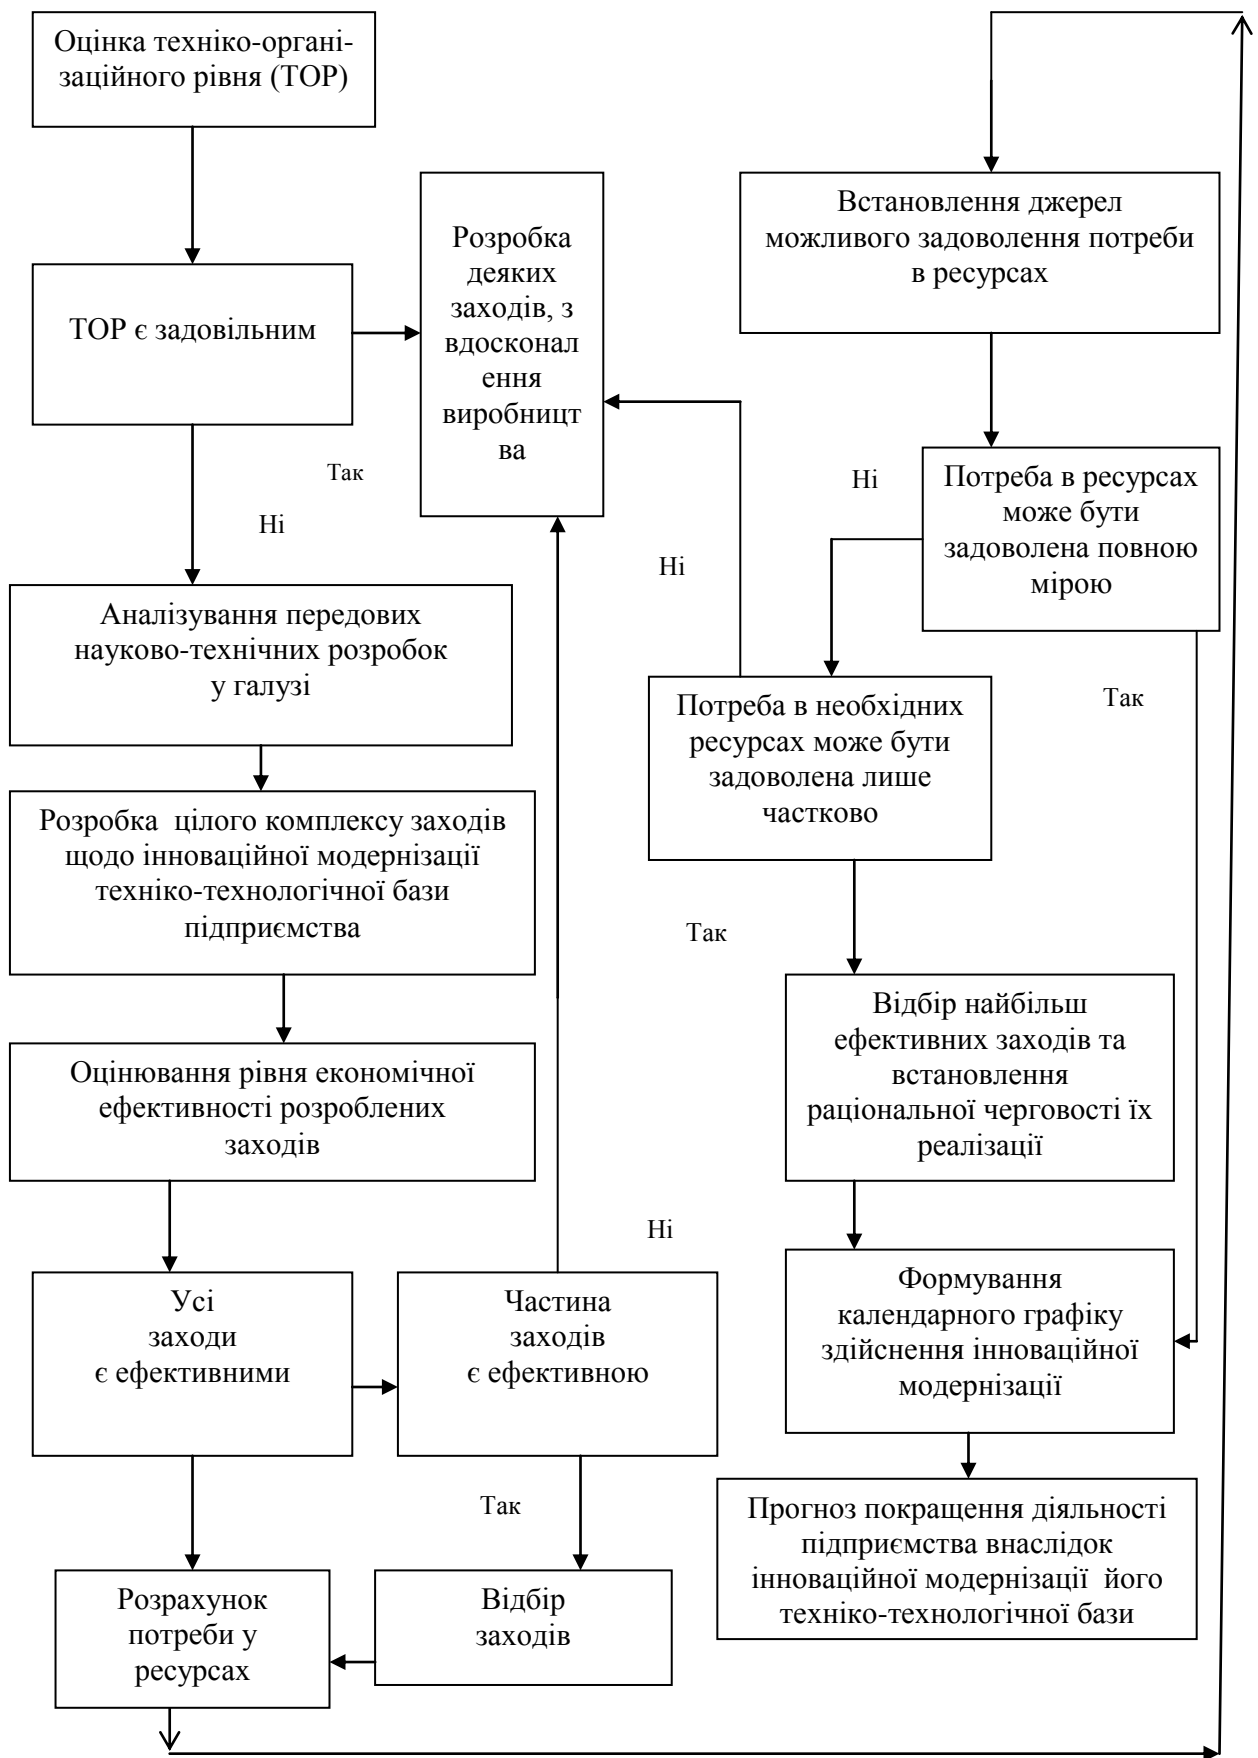 Оцінка техніко-органі-
заційного рівня (ТОР)
ТОР є задовільним
Розробка
деяких
заходів, з
вдосконал
ення
виробницт
ва
Так
Ні
Аналізування передових
науково-технічних розробок
у галузі
Розробка  цілого комплексу заходів
щодо інноваційної модернізації
техніко-технологічної бази
підприємства
Оцінювання рівня економічної
ефективності розроблених
заходів
Усі
заходи
є ефективними
Частина
заходів
є ефективною
Ні
Так
Відбір
заходів
Розрахунок
потреби у
ресурсах
Встановлення джерел
можливого задоволення потреби
в ресурсах
Потреба в ресурсах
може бути
задоволена повною
мірою
Ні
Так
Ні
Потреба в необхідних
ресурсах може бути
задоволена лише
частково
Так
Відбір найбільш
ефективних заходів та
встановлення
раціональної черговості їх
реалізації
Формування
календарного графіку
здійснення інноваційної
модернізації
Прогноз покращення діяльності
підприємства внаслідок
інноваційної модернізації  його
техніко-технологічної бази